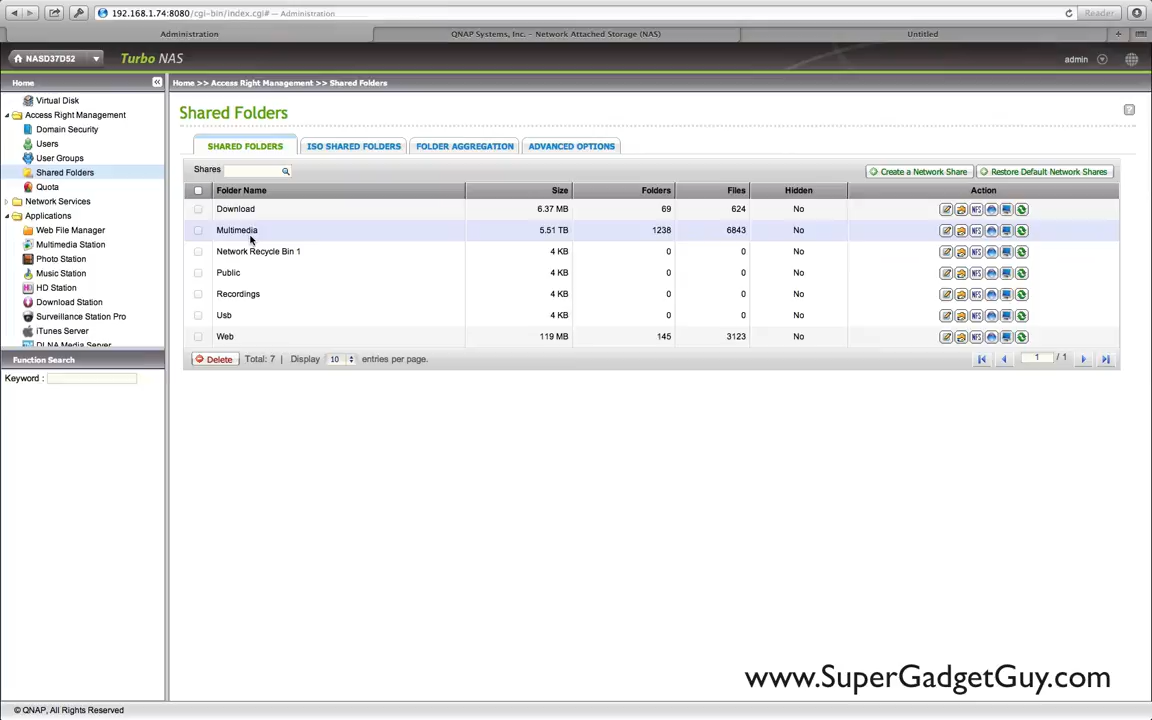 192.168.1.74:8080/cgi-bin/index.cgi# — Administration
Reader
Administration
QNAP Systems, Inc. - Network Attached Storage (NAS)
Untitled
NASD37D52
Turbo NAS
admin
Home
Home >> Access Right Management >> Shared Folders
Virtual Disk
Access Right Management
Domain Security
Users
User Groups
Shared Folders
Quota
Network Services
Applications
Web File Manager
Multimedia Station
Photo Station
Music Station
HD Station
Download Station
Surveillance Station Pro
iTunes Server
DLNA Media Server
Function Search
Keyword :
Shared Folders
SHARED FOLDERS ISO SHARED FOLDERS FOLDER AGGREGATION ADVANCED OPTIONS
Shares
Create a Network Share Restore Default Network Shares
Folder Name Size Folders Files Hidden Action
Download 6.37 MB 69 624 No NFS
Multimedia 5.51 TB 1238 6843 No NFS
Network Recycle Bin 1 4 KB 0 0 No NFS
Public 4 KB 0 0 No NFS
Recordings 4 KB 0 0 No NFS
Usb 4 KB 0 0 No NFS
Web 119 MB 145 3123 No NFS
Delete Total: 7 | Display 10 entries per page. 1 / 1
www.SuperGadgetGuy.com
© QNAP, All Rights Reserved